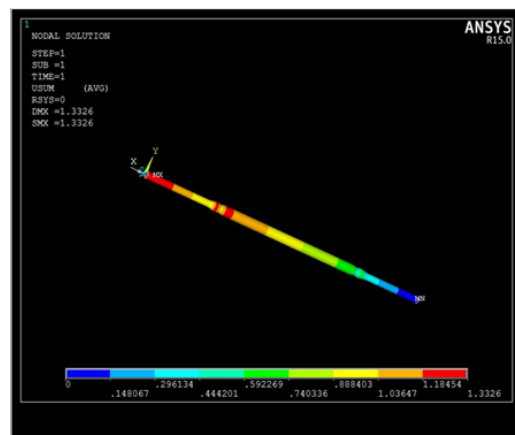 1
ANSYS
R15.0
NODAL SOLUTION
STEP=1
SUB =1
TIME=1
USUM (AVG)
RSYS=0
DMX =1.3326
SMX =1.3326
Y
X
MX
MN
0 .296134 .592269 .888403 1.18454
.148067 .444201 .740336 1.03647 1.3326